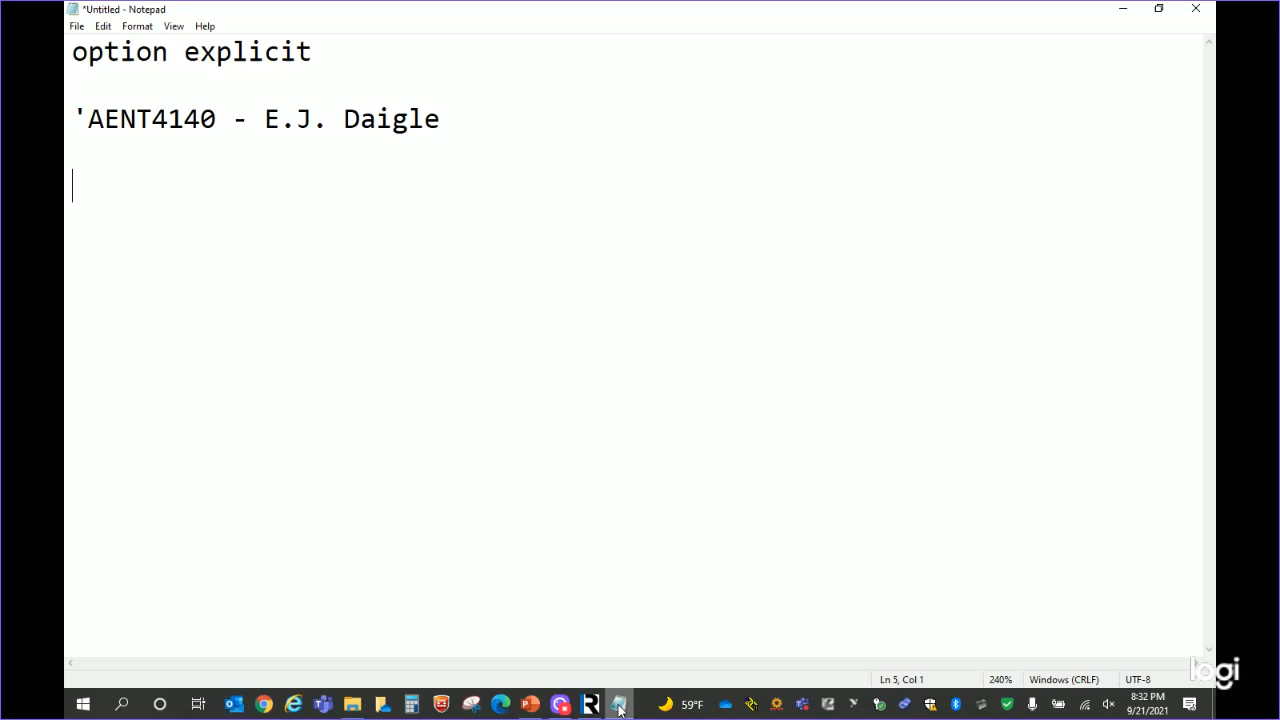 *Untitled - Notepad
File Edit Format View Help
option explicit
'AENT4140 - E.J. Daigle
Ln 5, Col 1 240% Windows (CRLF) UTF-8
logi
59°F
8:32 PM
9/21/2021